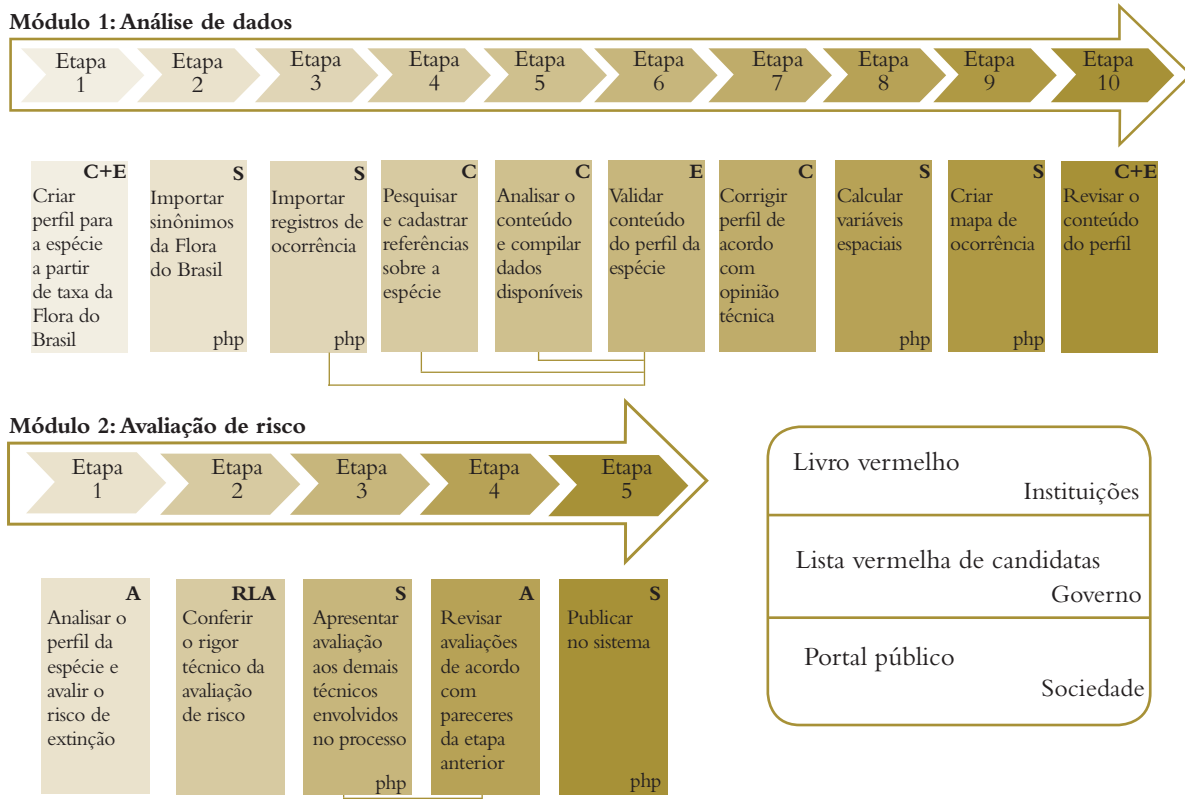 Módulo 1: Análise de dados
Etapa
1
Etapa
2
Etapa
3
Etapa
4
Etapa
5
Etapa
6
Etapa
7
Etapa
8
Etapa
9
Etapa
10
C+E
Criar
perfil para
a espécie
a partir
de taxa da
Flora do
Brasil
S
Importar
sinônimos
da Flora
do Brasil
php
S
Importar
registros de
ocorrência
php
C
Pesquisar
e cadastrar
referências
sobre a
espécie
C
Analisar o
conteúdo
e compilar
dados
disponíveis
E
Validar
conteúdo
do perfil da
espécie
C
Corrigir
perfil de
acordo
com
opinião
técnica
S
Calcular
variáveis
espaciais
php
S
Criar
mapa de
ocorrência
php
C+E
Revisar o
conteúdo
do perfil
Módulo 2: Avaliação de risco
Etapa
1
Etapa
2
Etapa
3
Etapa
4
Etapa
5
A
Analisar o
perfil da
espécie e
avalir o
risco de
extinção
RLA
Conferir
o rigor
técnico da
avaliação
de risco
S
Apresentar
avaliação
aos demais
técnicos
envolvidos
no processo
php
A
Revisar
avaliações
de acordo
com
pareceres
da etapa
anterior
S
Publicar
no sistema
php
Livro vermelho
Instituições
Lista vermelha de candidatas
Governo
Portal público
Sociedade